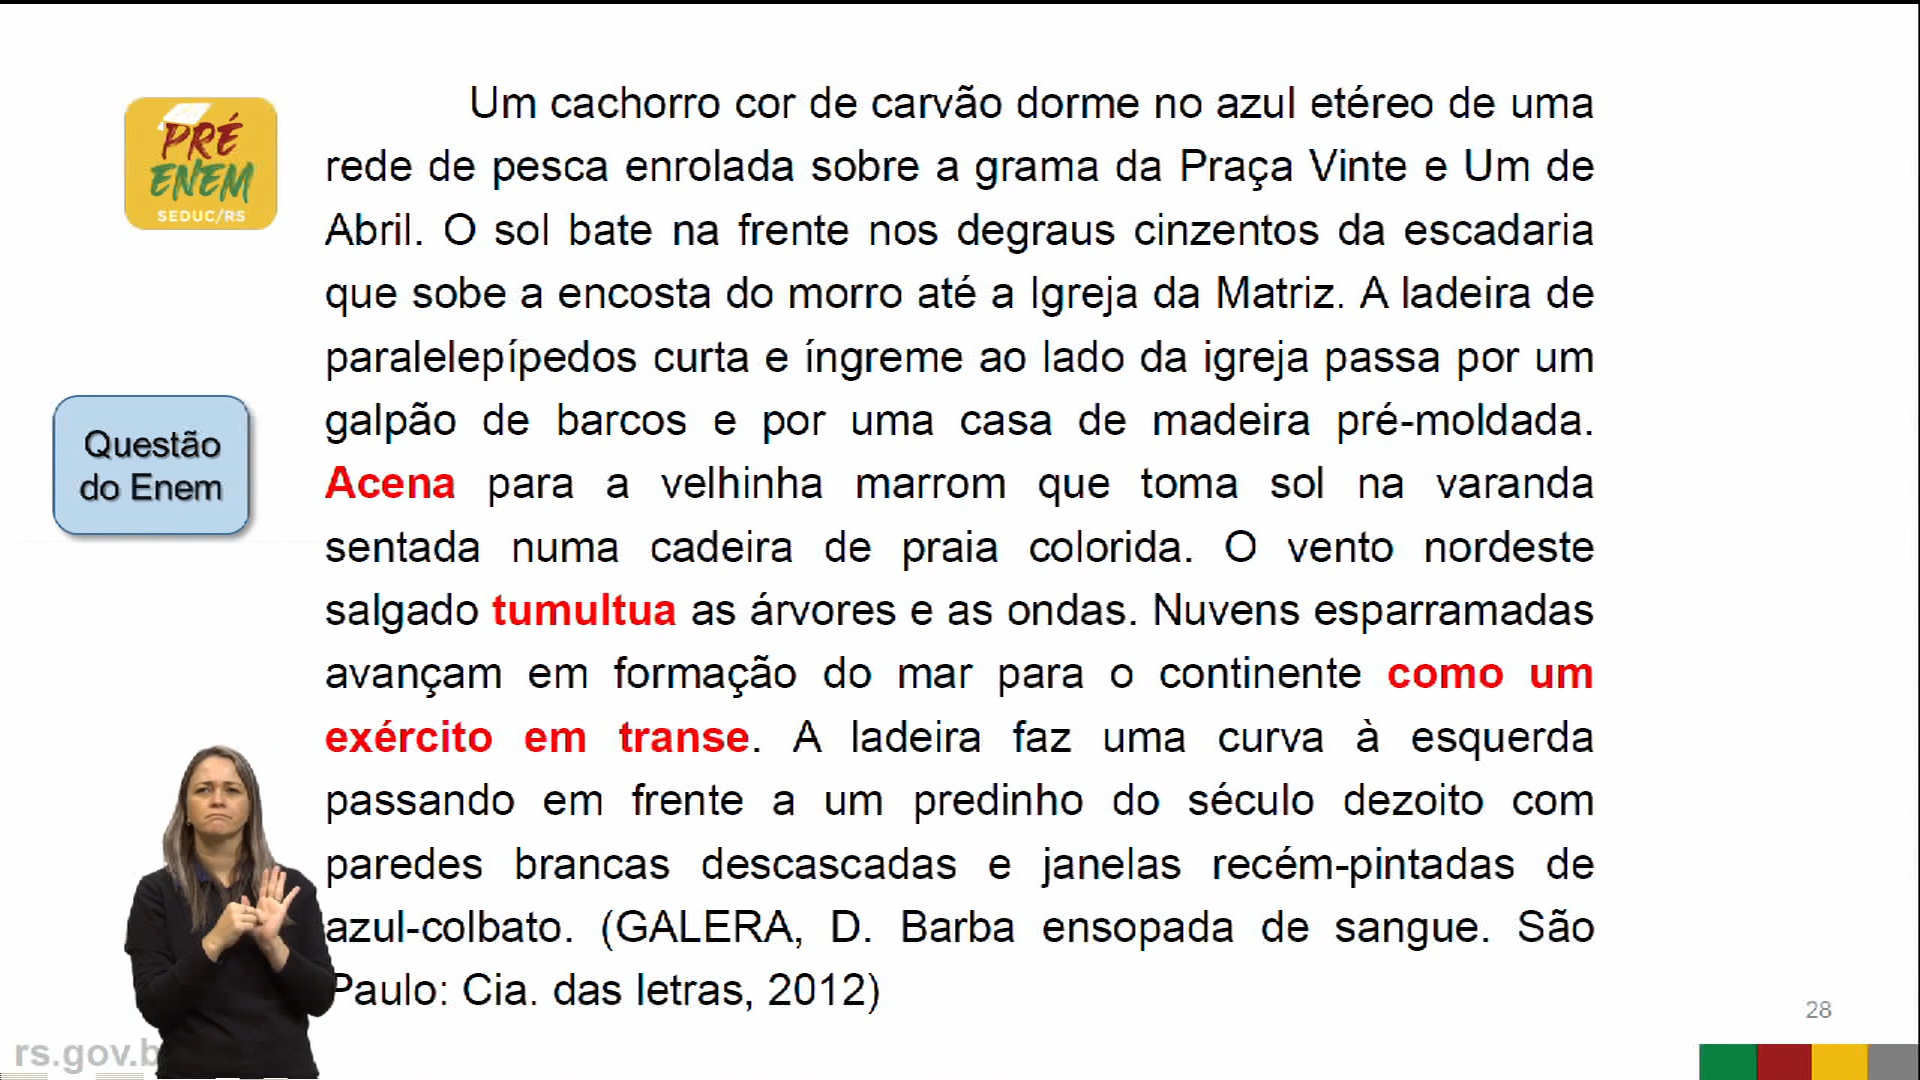 PRÉ
ENEM
SEDUC/RS
Questão
do Enem
Um cachorro cor de carvão dorme no azul etéreo de uma
rede de pesca enrolada sobre a grama da Praça Vinte e Um de
Abril. O sol bate na frente nos degraus cinzentos da escadaria
que sobe a encosta do morro até a Igreja da Matriz. A ladeira de
paralelepípedos curta e íngreme ao lado da igreja passa por um
galpão de barcos e por uma casa de madeira pré-moldada.
Acena para a velhinha marrom que toma sol na varanda
sentada numa cadeira de praia colorida. O vento nordeste
salgado tumultua as árvores e as ondas. Nuvens esparramadas
avançam em formação do mar para o continente como um
exército em transe. A ladeira faz uma curva à esquerda
passando em frente a um predinho do século dezoito com
paredes brancas descascadas e janelas recém-pintadas de
azul-colbato. (GALERA, D. Barba ensopada de sangue. São
Paulo: Cia. das letras, 2012)
28
rs.gov.b